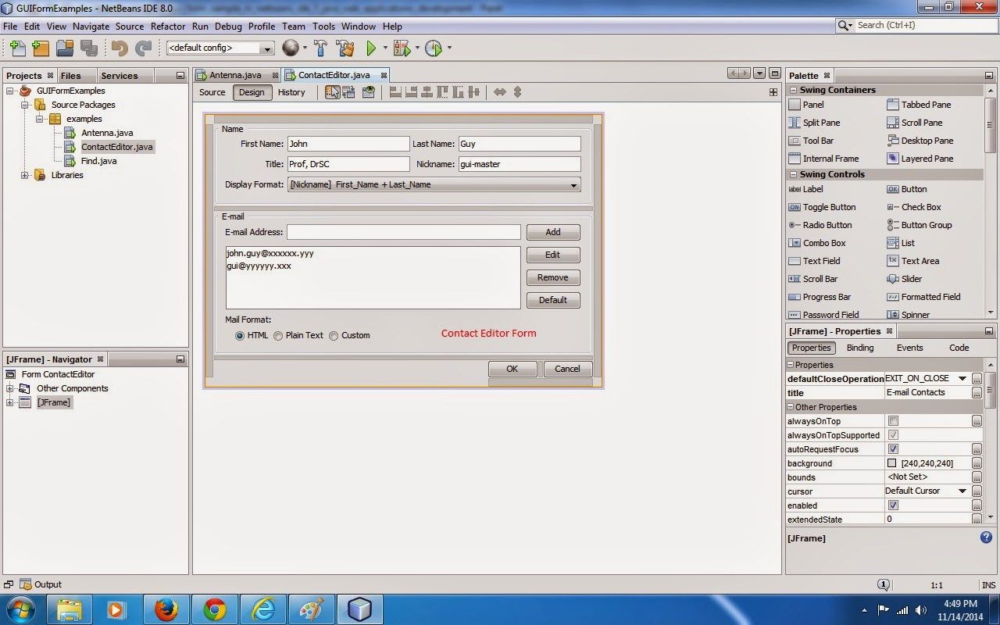 GUIFormExamples - NetBeans IDE 8.0
File Edit View Navigate Source Refactor Run Debug Profile Team Tools Window Help
Search (Ctrl+I)
<default config>
Projects Files Services
GUIFormExamples
Source Packages
examples
Antenna.java
ContactEditor.java
Find.java
Libraries
[JFrame] - Navigator
Form ContactEditor
Other Components
[JFrame]
Antenna.java ContactEditor.java
Source Design History
Name
First Name: John Last Name: Guy
Title: Prof, DrSC Nickname: gui-master
Display Format: [Nickname] First_Name + Last_Name
E-mail
E-mail Address: Add
john.guy@xxxxxx.yyy
gui@yyyyyy.xxx
Edit
Remove
Default
Mail Format:
HTML Plain Text Custom
Contact Editor Form
OK Cancel
Palette
Swing Containers
Panel Tabbed Pane
Split Pane Scroll Pane
Tool Bar Desktop Pane
Internal Frame Layered Pane
Swing Controls
label Label OK Button
ON Toggle Button Check Box
Radio Button Button Group
Combo Box List
Text Field tx Text Area
Scroll Bar Slider
Progress Bar Formatted Field
Password Field Spinner
[JFrame] - Properties
Properties Binding Events Code
Properties
defaultCloseOperation EXIT_ON_CLOSE ...
title E-mail Contacts ...
Other Properties
alwaysOnTop ...
alwaysOnTopSupported
autoRequestFocus ...
background [240,240,240] ...
bounds <Not Set> ...
cursor Default Cursor ...
enabled ...
extendedState 0 ...
[JFrame]
Output
1 1:1 INS
4:49 PM
11/14/2014